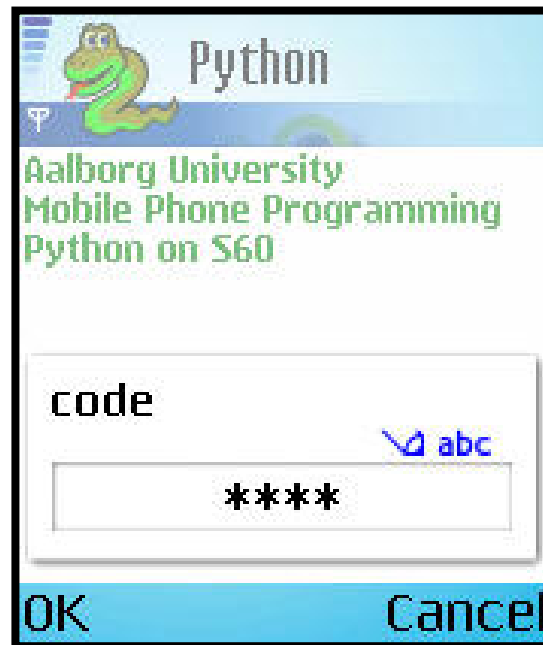 Python
Aalborg University
Mobile Phone Programming
Python on S60
code
abc
****
OK Cancel